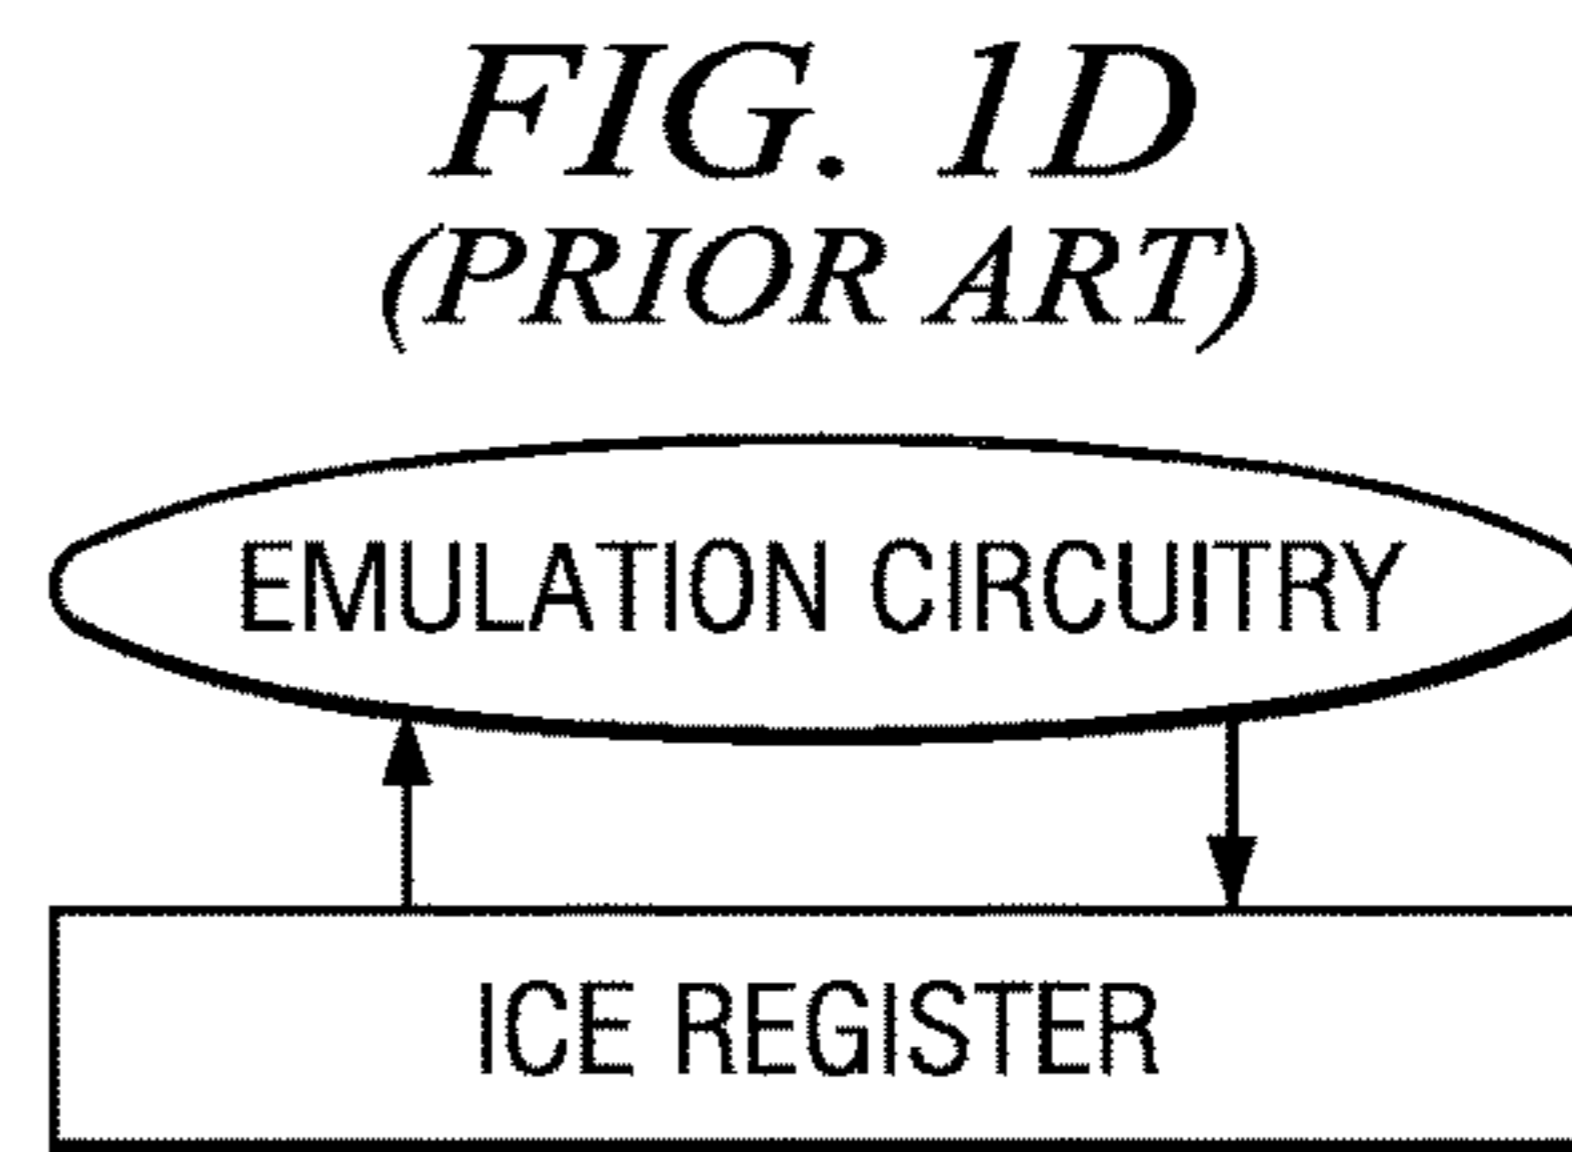 FIG. 1D
(PRIOR ART)
EMULATION CIRCUITRY
ICE REGISTER